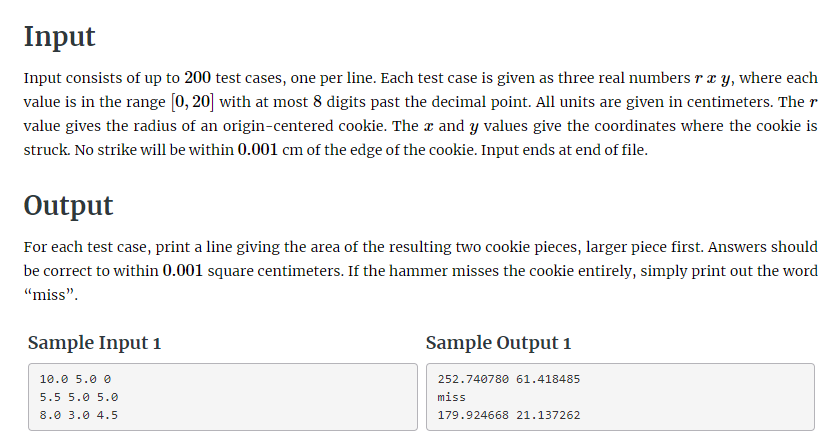 Input
Input consists of up to 200 test cases, one per line. Each test case is given as three real numbers r x y, where each
value is in the range [0, 20] with at most 8 digits past the decimal point. All units are given in centimeters. The r
value gives the radius of an origin-centered cookie. The x and y values give the coordinates where the cookie is
struck. No strike will be within 0.001 cm of the edge of the cookie. Input ends at end of file.
Output
For each test case, print a line giving the area of the resulting two cookie pieces, larger piece first. Answers should
be correct to within 0.001 square centimeters. If the hammer misses the cookie entirely, simply print out the word
“miss”.
Sample Input 1
10.0 5.0 0
5.5 5.0 5.0
8.0 3.0 4.5
Sample Output 1
252.740780 61.418485
miss
179.924668 21.137262